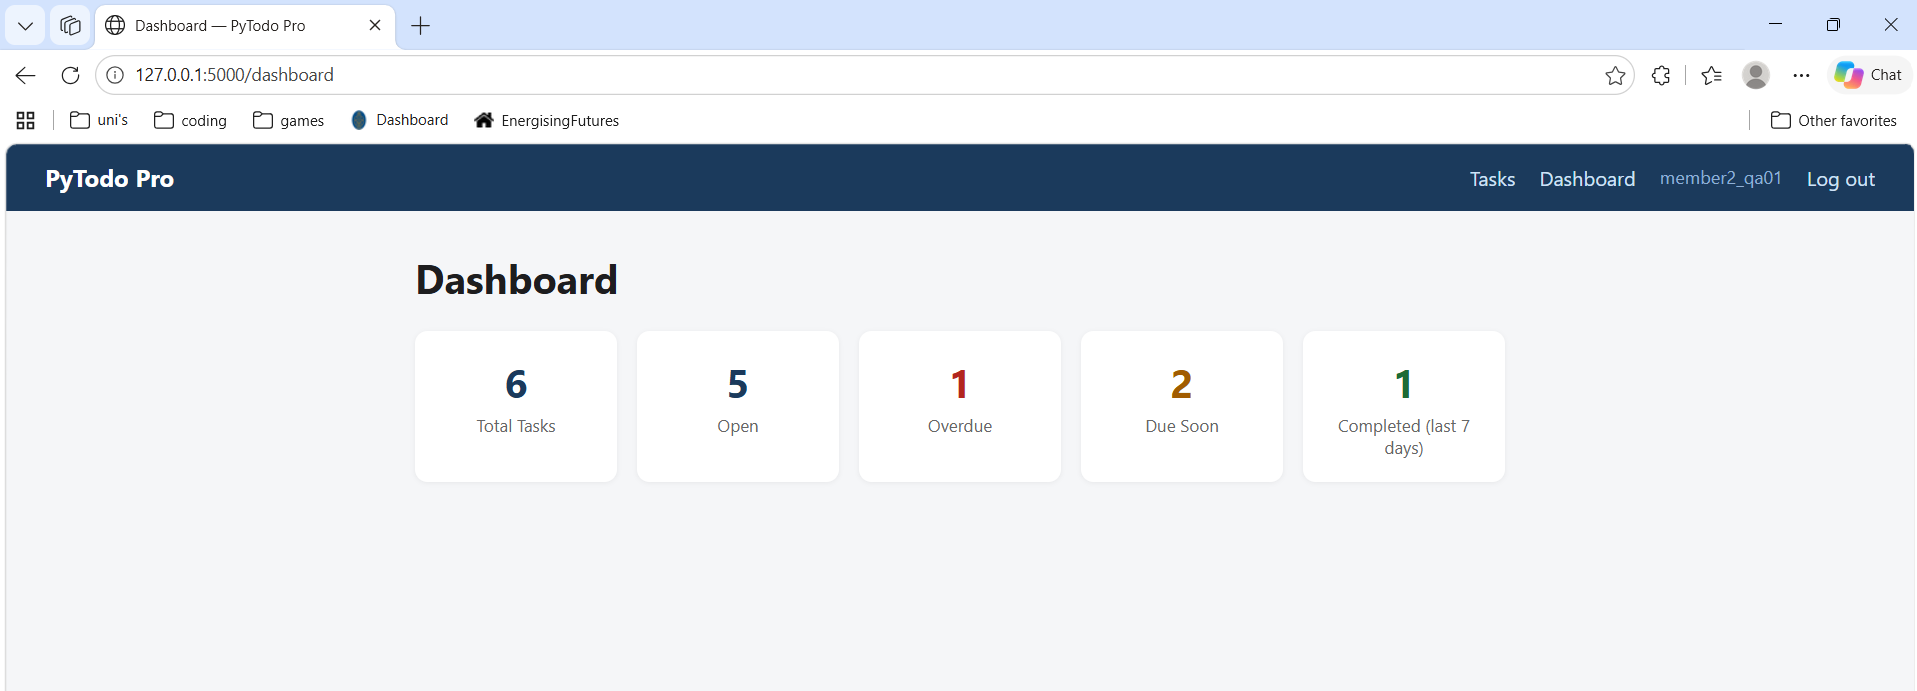 Dashboard — PyTodo Pro
127.0.0.1:5000/dashboard
Chat
uni's
coding
games
Dashboard
EnergisingFutures
Other favorites
PyTodo Pro
Tasks
Dashboard
member2_qa01
Log out
Dashboard
6
Total Tasks
5
Open
1
Overdue
2
Due Soon
1
Completed (last 7
days)